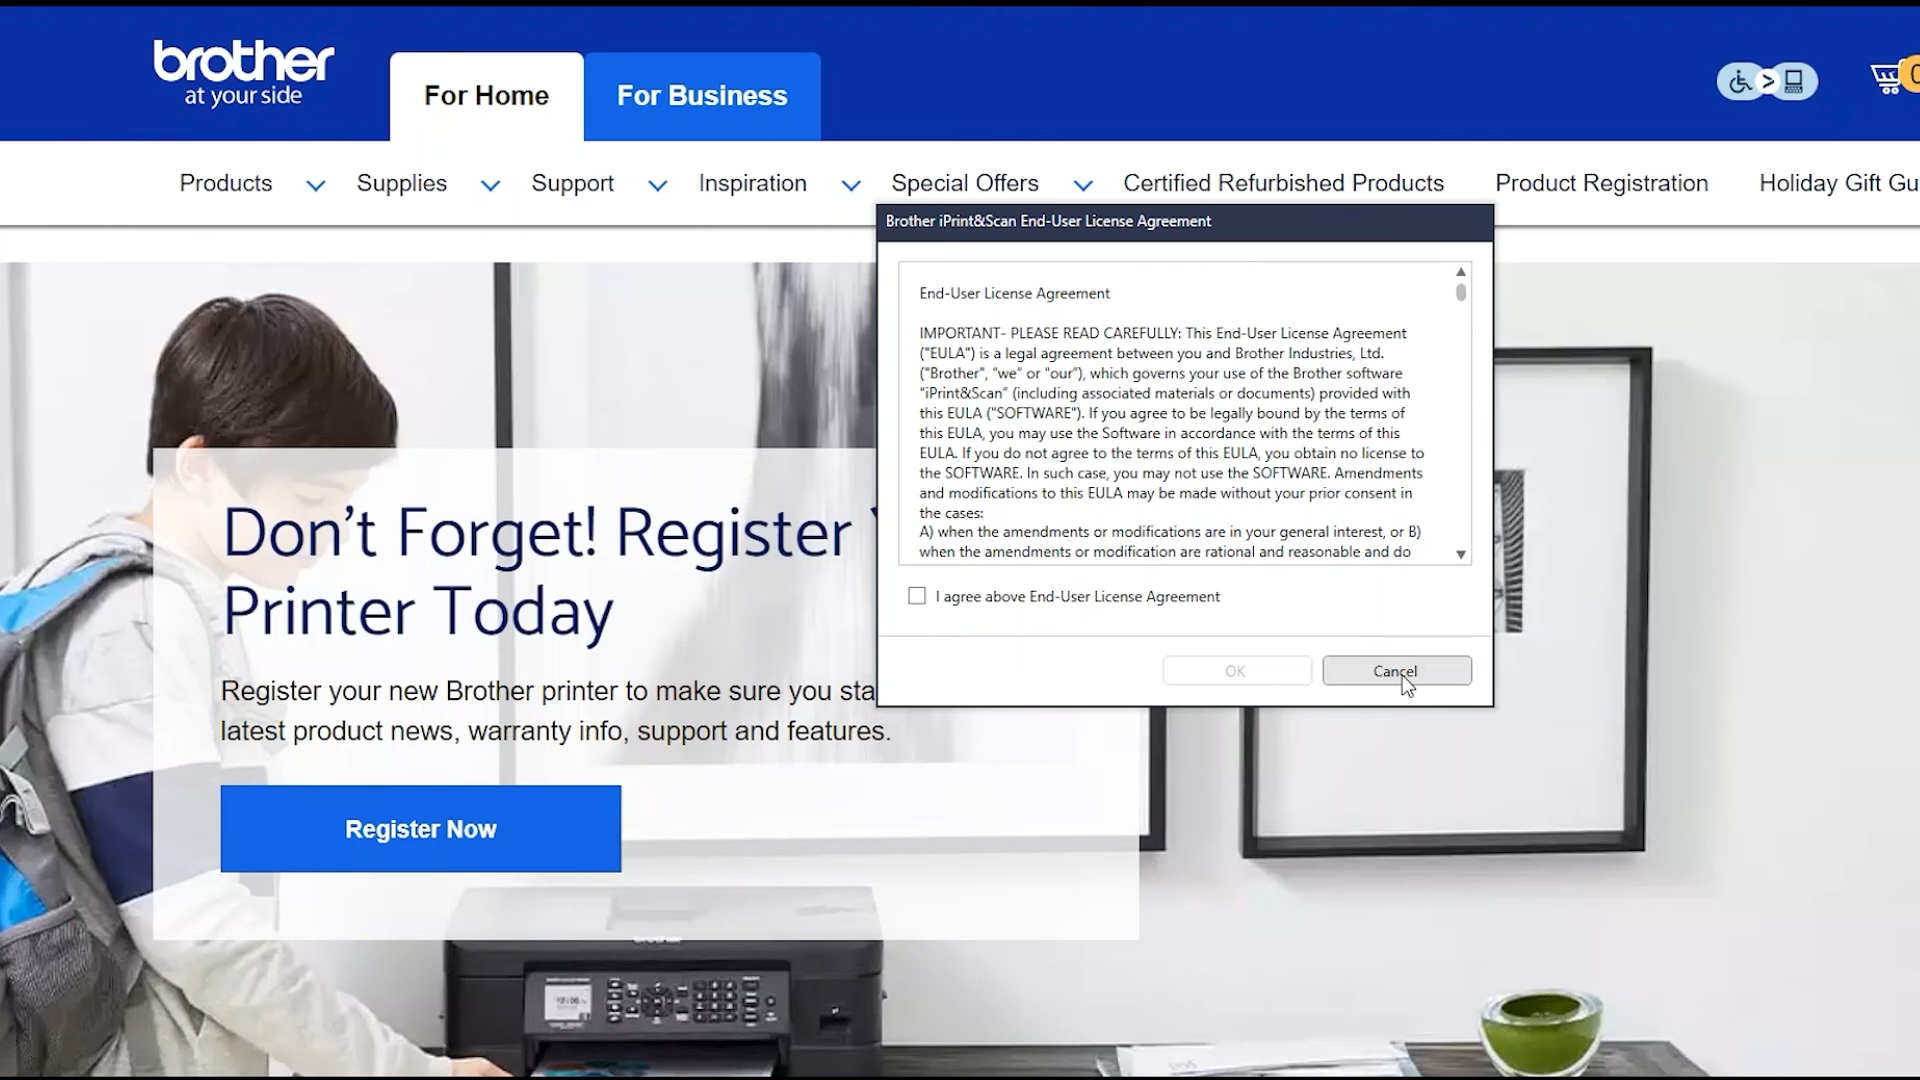 brother
at your side
For Home
For Business
Products
Supplies
Support
Inspiration
Special Offers
Certified Refurbished Products
Product Registration
Holiday Gift Gu
Brother iPrint&Scan End-User License Agreement
End-User License Agreement
IMPORTANT- PLEASE READ CAREFULLY: This End-User License Agreement
("EULA") is a legal agreement between you and Brother Industries, Ltd.
("Brother", "we" or "our"), which governs your use of the Brother software
"iPrint&Scan" (including associated materials or documents) provided with
this EULA ("SOFTWARE"). If you agree to be legally bound by the terms of
this EULA, you may use the Software in accordance with the terms of this
EULA. If you do not agree to the terms of this EULA, you obtain no license to
the SOFTWARE. In such case, you may not use the SOFTWARE. Amendments
and modifications to this EULA may be made without your prior consent in
the cases:
A) when the amendments or modifications are in your general interest, or B)
when the amendments or modification are rational and reasonable and do
I agree above End-User License Agreement
OK
Cancel
Don't Forget! Register
Printer Today
Register your new Brother printer to make sure you sta
latest product news, warranty info, support and features.
Register Now
brother